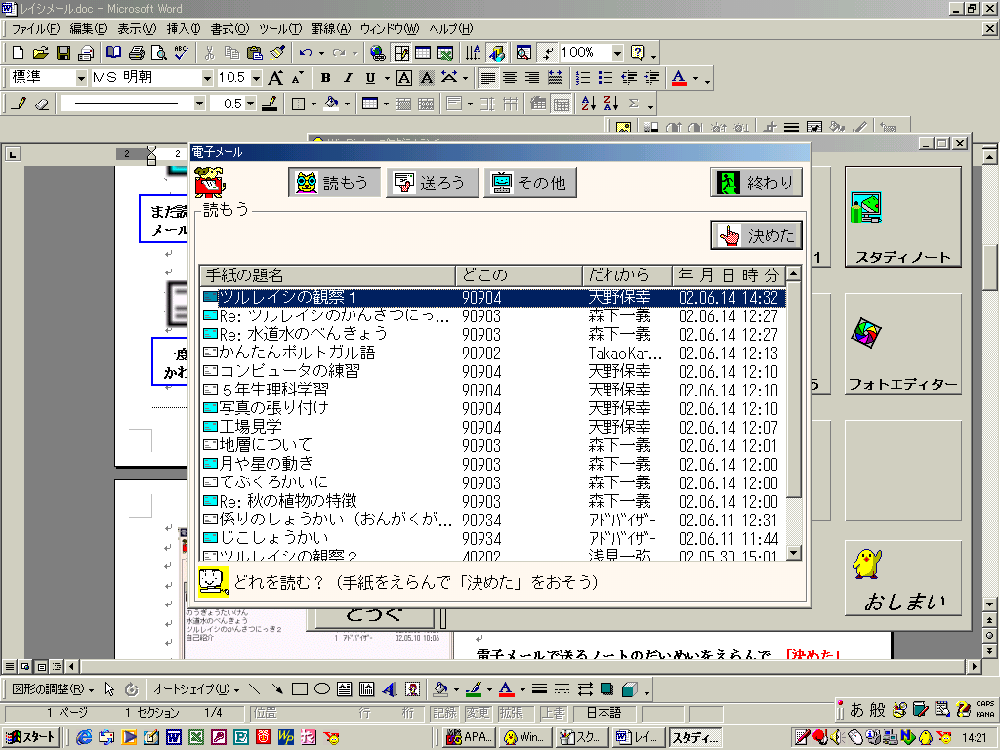 レイシメール.doc - Microsoft Word
ファイル(F) 編集(E) 表示(V) 挿入(I) 書式(O) ツール(T) 罫線(A) ウィンドウ(W) ヘルプ(H)
100%
標準 MS 明朝 10.5 B I U A A A
0.5
2 2
電子メール
読もう 送ろう その他 終わり
読もう
決めた
手紙の題名 どこの だれから 年 月 日 時 分
ツルレイシの観察１ 90904 天野保幸 02.06.14 14:32
Re: ツルレイシのかんさつにっ... 90903 森下一義 02.06.14 12:27
Re: 水道水のべんきょう 90903 森下一義 02.06.14 12:27
かんたんポルトガル語 90902 TakaoKat... 02.06.14 12:13
コンピュータの練習 90904 天野保幸 02.06.14 12:10
５年生理科学習 90904 天野保幸 02.06.14 12:10
写真の張り付け 90904 天野保幸 02.06.14 12:10
工場見学 90904 天野保幸 02.06.14 12:07
地層について 90903 森下一義 02.06.14 12:01
月や星の動き 90903 森下一義 02.06.14 12:00
てぶくろかいに 90903 森下一義 02.06.14 12:00
Re: 秋の植物の特徴 90903 森下一義 02.06.14 12:00
係りのしょうかい（おんがくが... 90934 ｱﾄﾞﾊﾞｲｻﾞｰ 02.06.11 12:31
じこしょうかい 90934 ｱﾄﾞﾊﾞｲｻﾞｰ 02.06.11 11:44
ツルレイシの観察２ 40202 浅見一弥 02.05.30 15:01
どれを読む？（手紙をえらんで「決めた」をおそう）
まだ読
メール
一度
かわ
スタディノート
フォトエディター
おしまい
とうぐ
のうぎょうたいけん
水道水のべんきょう
ツルレイシのかんさつにっき２
自己紹介 1 ｱﾄﾞﾊﾞｲｻﾞｰ 02.05.10 10:06
電子メールで送るノートのだいめいをえらんで、「決めた」
図形の調整(R) オートシェイプ(U)
1 ページ 1 セクション 1/4 位置 行 桁 記録 変更 拡張 上書 日本語
あ 般 CAPS KANA
スタート APA... Win... スク... レイ... スタディ... 14:21